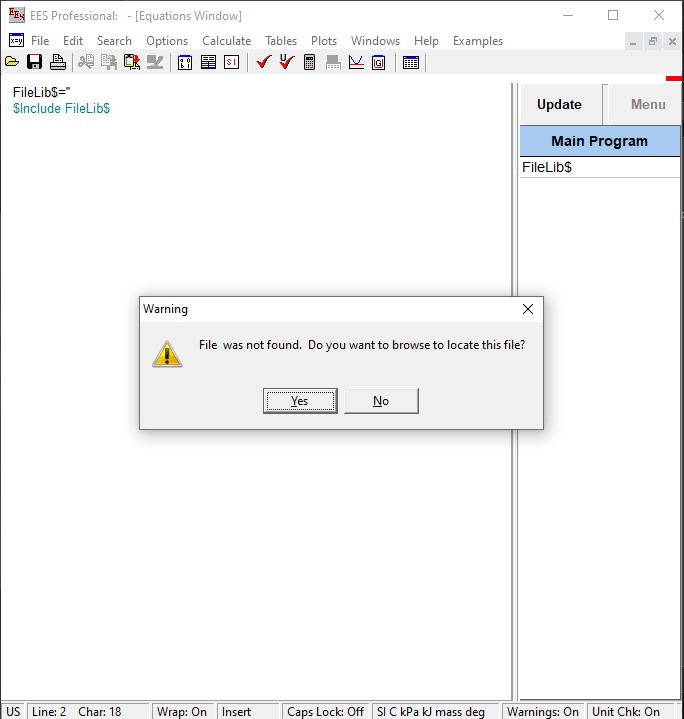 EES Professional:   - [Equations Window]
File Edit Search Options Calculate Tables Plots Windows Help Examples
FileLib$=''
$Include FileLib$
Update Menu
Main Program
FileLib$
Warning
File  was not found.  Do you want to browse to locate this file?
Yes No
US Line: 2 Char: 18 Wrap: On Insert Caps Lock: Off SI C kPa kJ mass deg Warnings: On Unit Chk: On